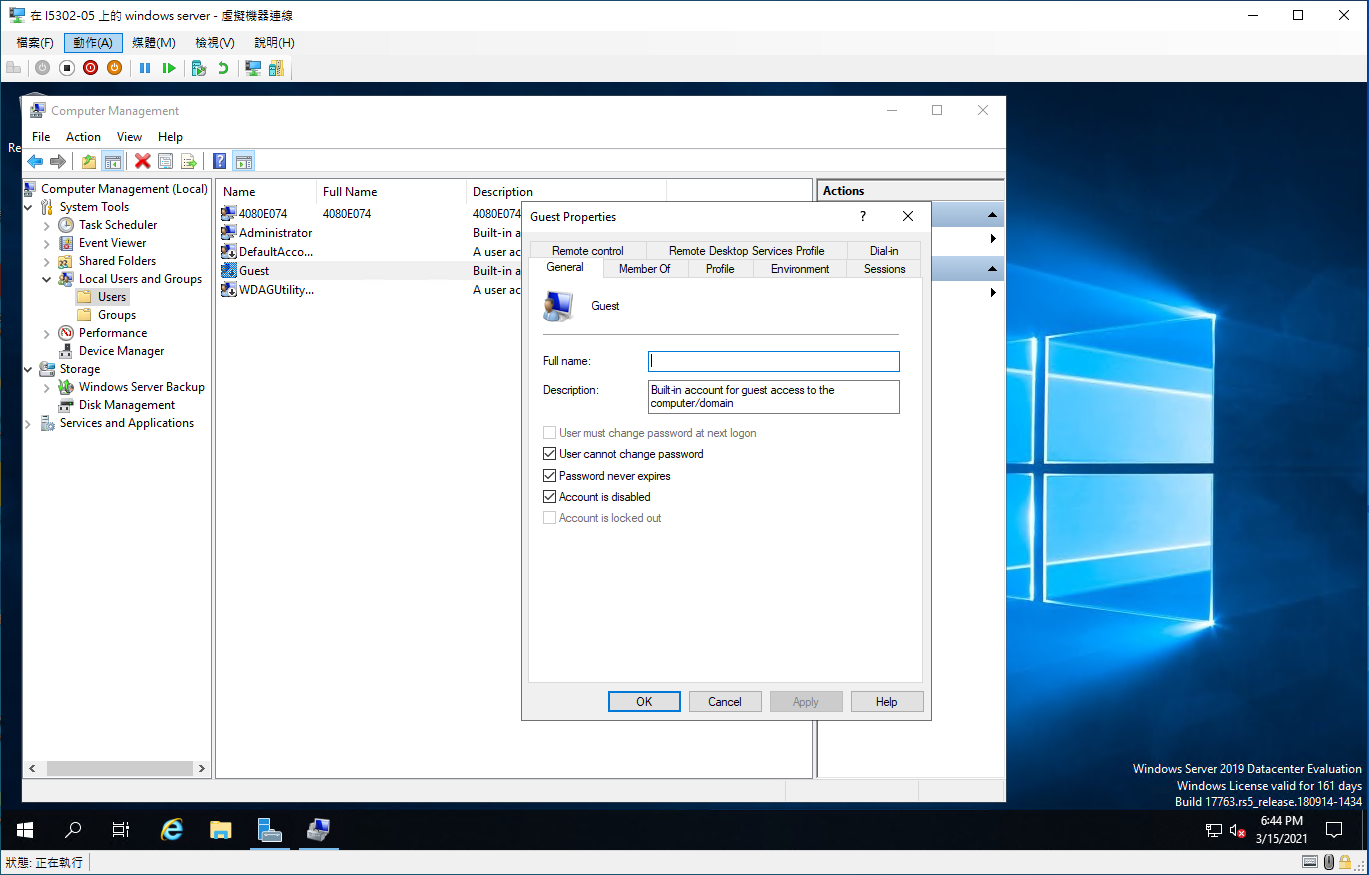 在 I5302-05 上的 windows server - 虛擬機器連線
檔案(F) 動作(A) 媒體(M) 檢視(V) 說明(H)
Re
Computer Management
File Action View Help
Computer Management (Local)
System Tools
Task Scheduler
Event Viewer
Shared Folders
Local Users and Groups
Users
Groups
Performance
Device Manager
Storage
Windows Server Backup
Disk Management
Services and Applications
Name Full Name Description
4080E074 4080E074 4080E074
Administrator Built-in a
DefaultAcco... A user ac
Guest Built-in a
WDAGUtility... A user ac
Actions
Guest Properties ?
Remote control Remote Desktop Services Profile Dial-in
General Member Of Profile Environment Sessions
Guest
Full name:
Description: Built-in account for guest access to the
computer/domain
User must change password at next logon
User cannot change password
Password never expires
Account is disabled
Account is locked out
OK Cancel Apply Help
Windows Server 2019 Datacenter Evaluation
Windows License valid for 161 days
Build 17763.rs5_release.180914-1434
6:44 PM
3/15/2021
狀態: 正在執行